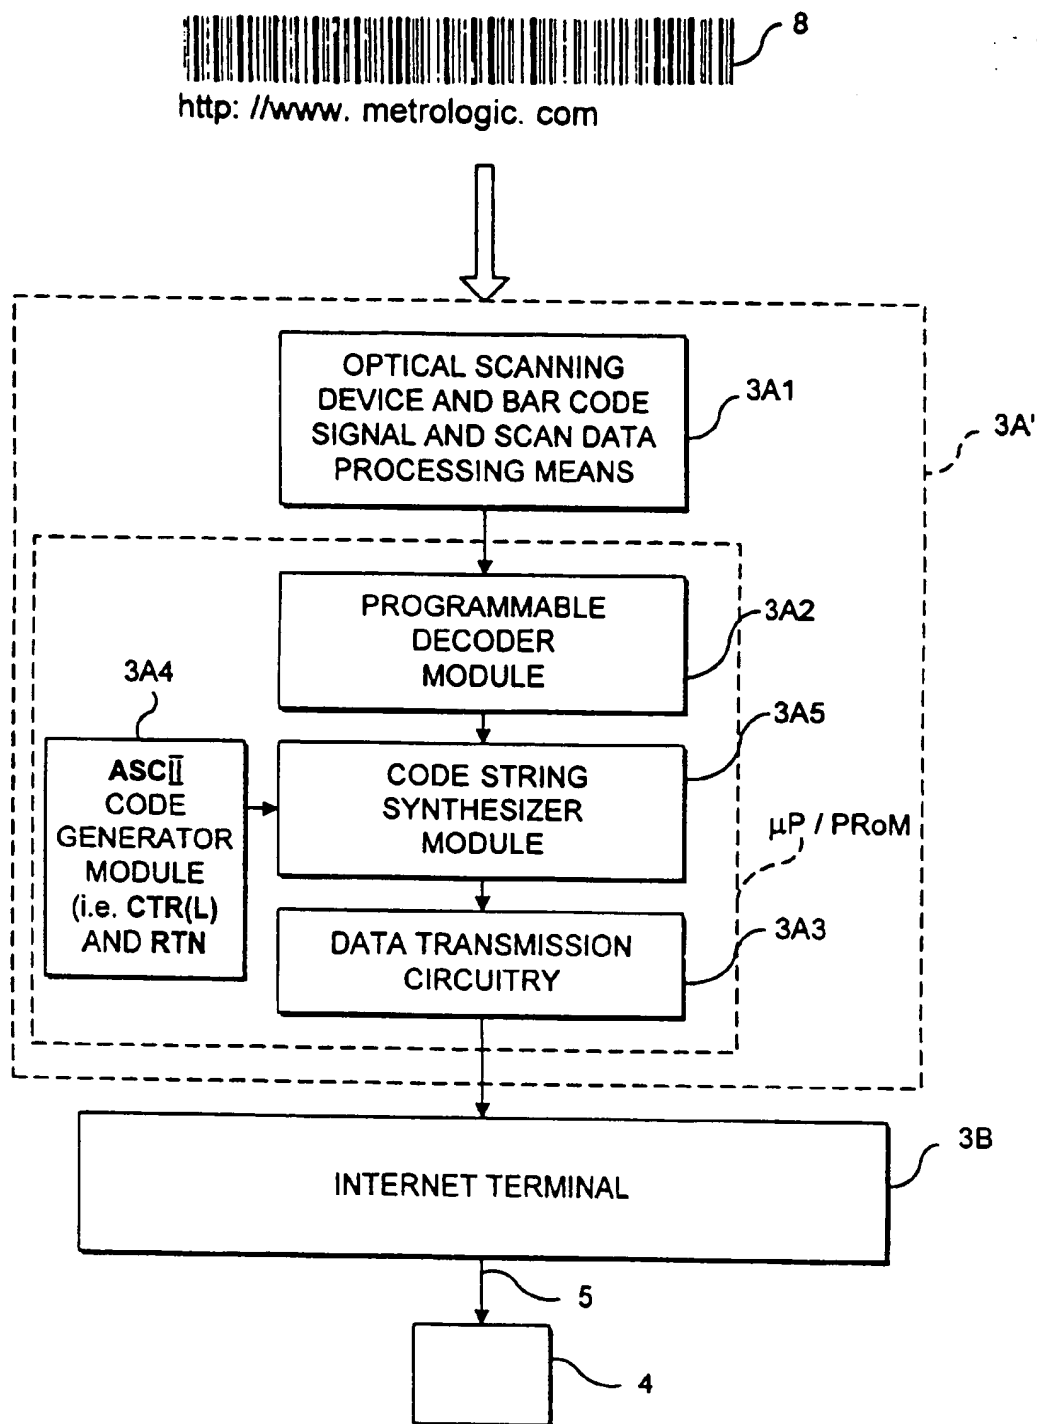 8
http: //www. metrologic. com
OPTICAL SCANNING
DEVICE AND BAR CODE
SIGNAL AND SCAN DATA
PROCESSING MEANS
3A1
3A'
PROGRAMMABLE
DECODER
MODULE
3A2
3A4
ASCII
CODE
GENERATOR
MODULE
(i.e. CTR(L)
AND RTN
CODE STRING
SYNTHESIZER
MODULE
3A5
μP / PRoM
DATA TRANSMISSION
CIRCUITRY
3A3
INTERNET TERMINAL
3B
5
4